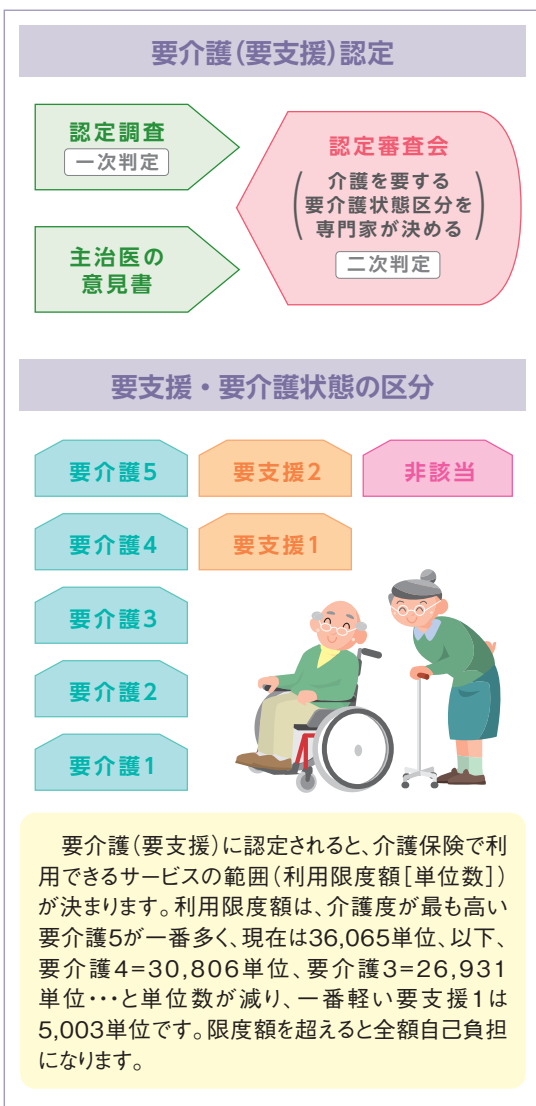 要介護(要支援)認定
認定調査
一次判定
主治医の
意見書
認定審査会
(介護を要する
要介護状態区分を
専門家が決める)
二次判定
要支援・要介護状態の区分
要介護5
要支援2
非該当
要介護4
要支援1
要介護3
要介護2
要介護1
要介護(要支援)に認定されると、介護保険で利
用できるサービスの範囲(利用限度額[単位数])
が決まります。利用限度額は、介護度が最も高い
要介護5が一番多く、現在は36,065単位、以下、
要介護4=30,806単位、要介護3=26,931
単位・・・と単位数が減り、一番軽い要支援1は
5,003単位です。限度額を超えると全額自己負担
になります。